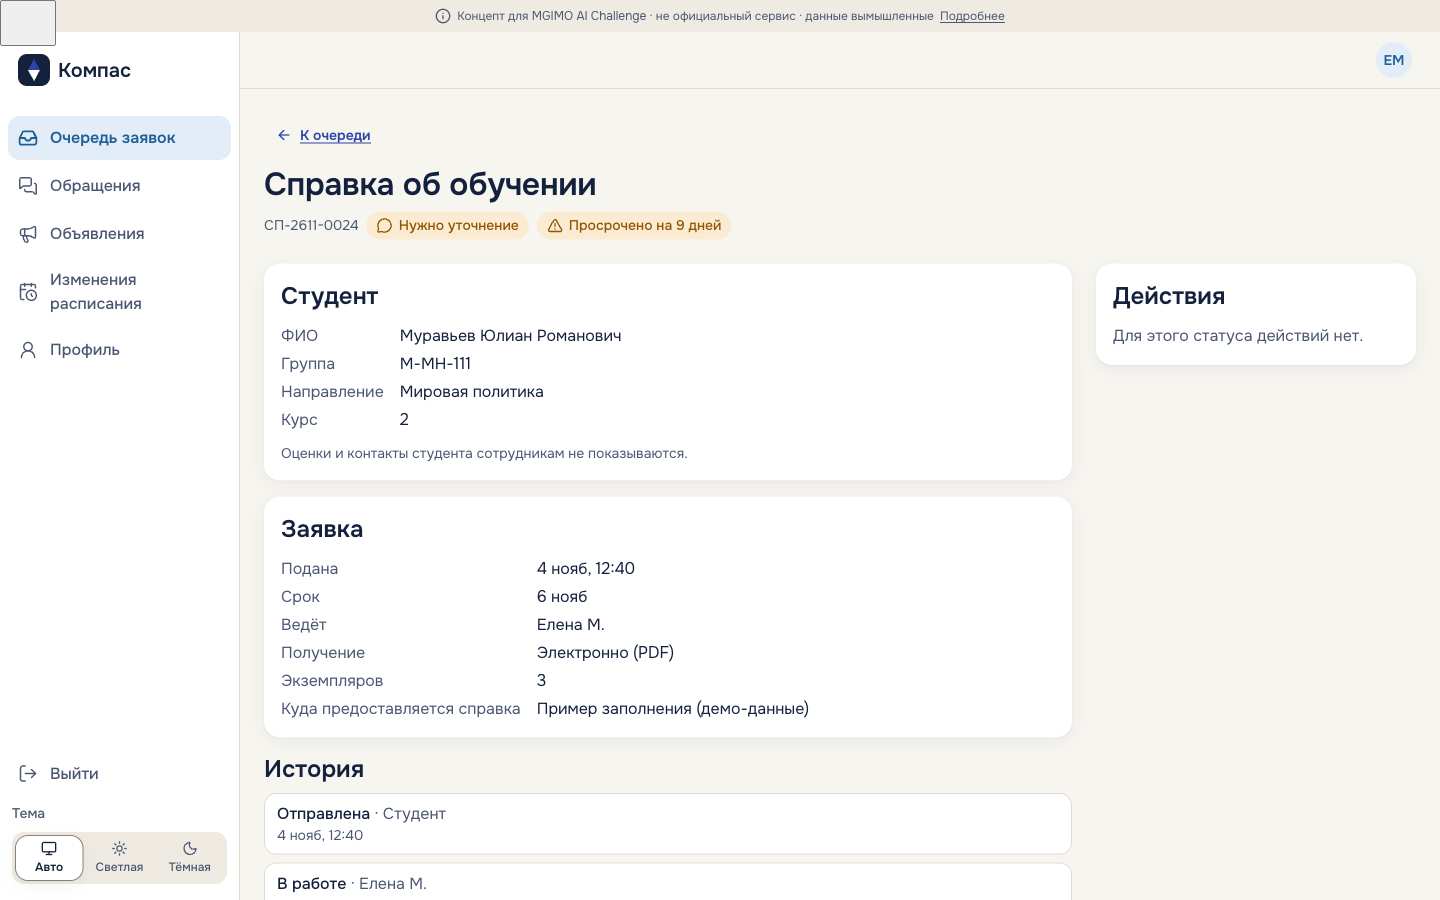 Концепт для MGIMO AI Challenge · не официальный сервис · данные вымышленные Подробнее
Компас
ЕМ
Очередь заявок
Обращения
Объявления
Изменения
расписания
Профиль
Выйти
Тема
Авто
Светлая
Тёмная
К очереди
Справка об обучении
СП-2611-0024 Нужно уточнение Просрочено на 9 дней
Студент
ФИО Муравьев Юлиан Романович
Группа М-МН-111
Направление Мировая политика
Курс 2
Оценки и контакты студента сотрудникам не показываются.
Заявка
Подана 4 нояб, 12:40
Срок 6 нояб
Ведёт Елена М.
Получение Электронно (PDF)
Экземпляров 3
Куда предоставляется справка Пример заполнения (демо-данные)
История
Отправлена · Студент
4 нояб, 12:40
В работе · Елена М.
Действия
Для этого статуса действий нет.